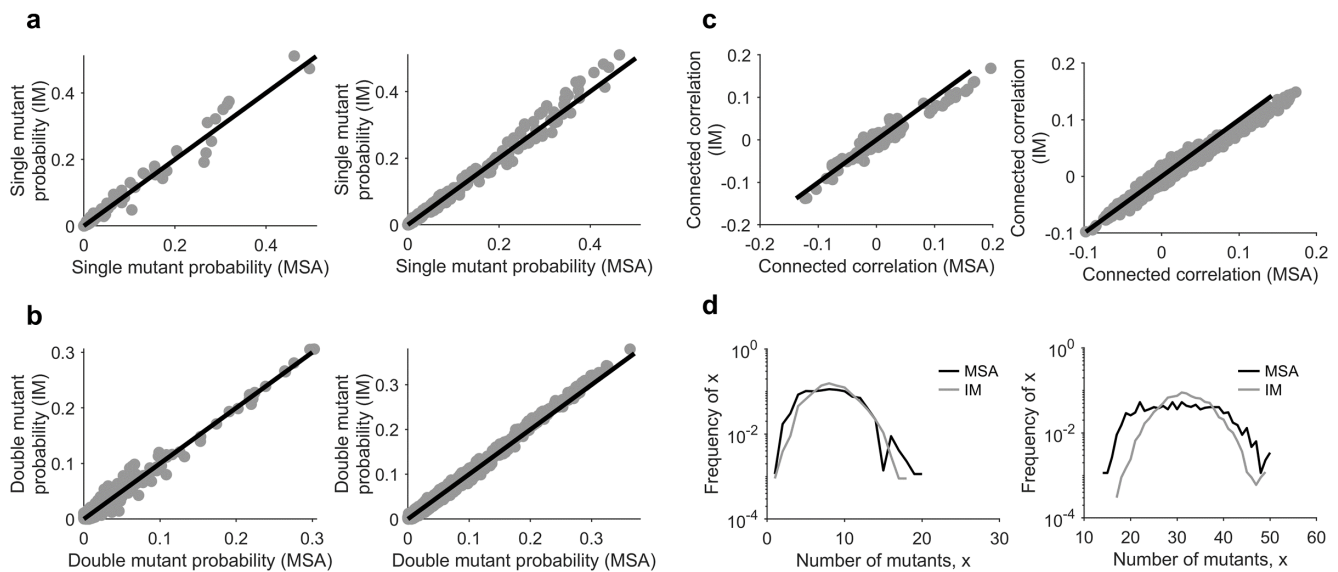 a
Single mutant
probability (IM)
0.4
0.2
0
0
0.2
0.4
Single mutant probability (MSA)
Single mutant
probability (IM)
0.4
0.2
0
0
0.2
0.4
Single mutant probability (MSA)
c
Connected correlation
(IM)
0.2
0.1
0
-0.1
-0.2
-0.2
-0.1
0
0.1
0.2
Connected correlation (MSA)
Connected correlation
(IM)
0.2
0.1
0
-0.1
-0.1
0
0.1
0.2
Connected correlation (MSA)
b
Double mutant
probability (IM)
0.3
0.2
0.1
0
0
0.1
0.2
0.3
Double mutant probability (MSA)
Double mutant
probability (IM)
0.3
0.2
0.1
0
0
0.1
0.2
0.3
Double mutant probability (MSA)
d
Frequency of x
10^0
10^-2
10^-4
MSA
IM
0
10
20
30
Number of mutants, x
Frequency of x
10^0
10^-2
10^-4
MSA
IM
10
20
30
40
50
60
Number of mutants, x